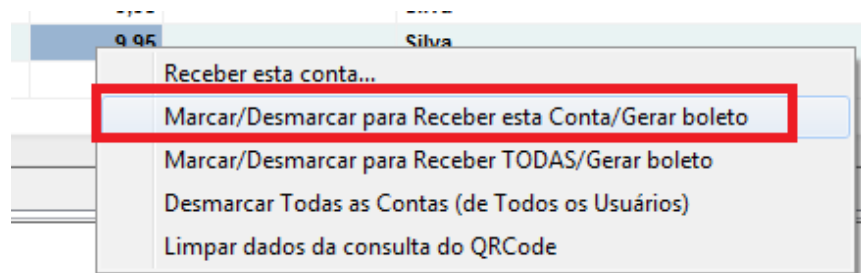 9,95 Silva
Receber esta conta...
Marcar/Desmarcar para Receber esta Conta/Gerar boleto
Marcar/Desmarcar para Receber TODAS/Gerar boleto
Desmarcar Todas as Contas (de Todos os Usuários)
Limpar dados da consulta do QRCode